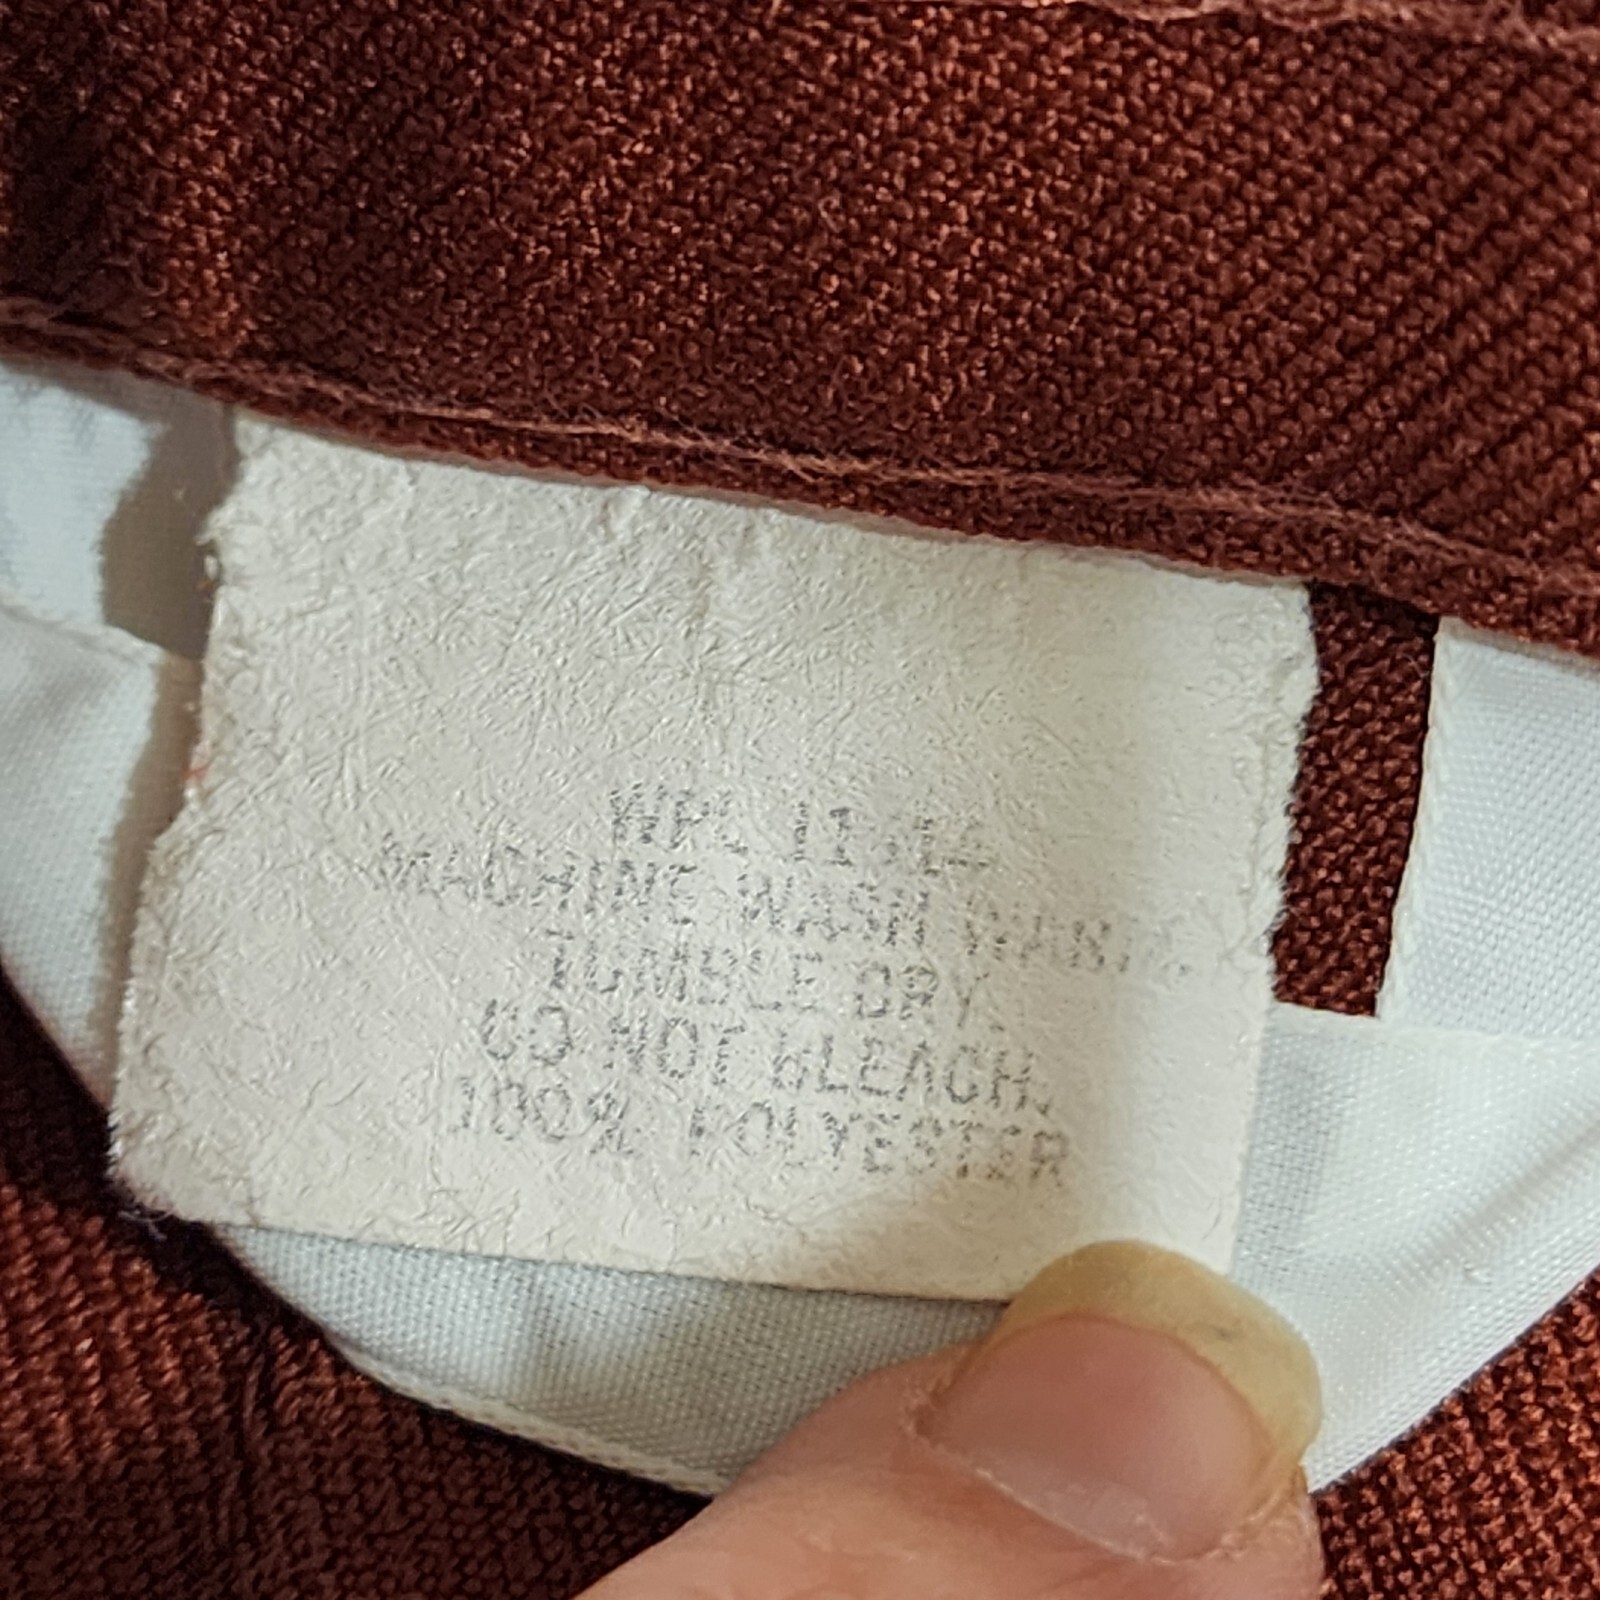 MACHINE WASH WARM
TUMBLE DRY
DO NOT BLEACH.
100% POLYESTER